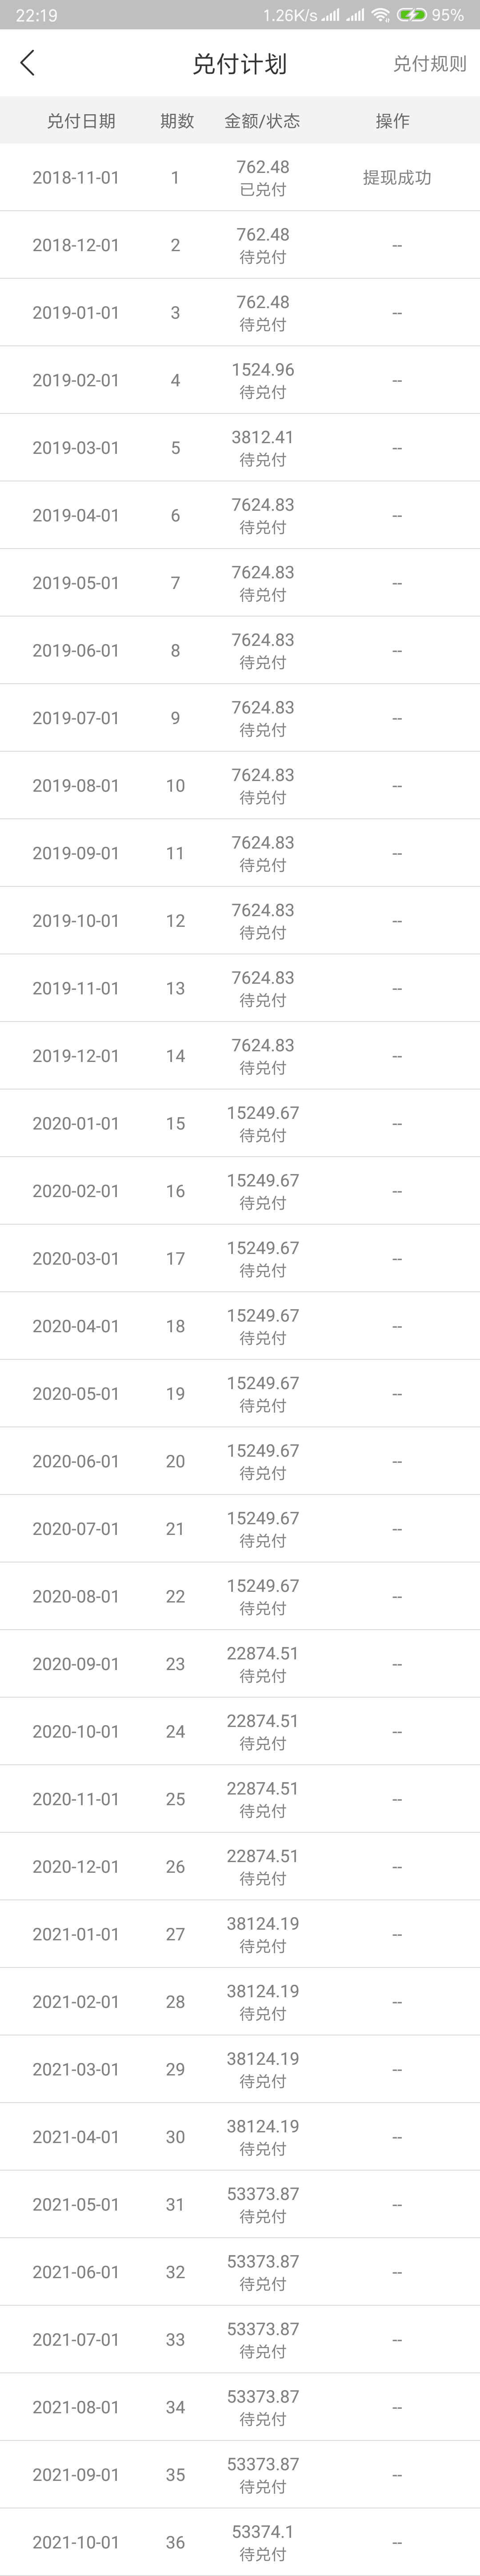 22:19 1.26K/s 95%
兑付计划 兑付规则
兑付日期 期数 金额/状态 操作
2018-11-01 1 762.48 已兑付 提现成功
2018-12-01 2 762.48 待兑付 --
2019-01-01 3 762.48 待兑付 --
2019-02-01 4 1524.96 待兑付 --
2019-03-01 5 3812.41 待兑付 --
2019-04-01 6 7624.83 待兑付 --
2019-05-01 7 7624.83 待兑付 --
2019-06-01 8 7624.83 待兑付 --
2019-07-01 9 7624.83 待兑付 --
2019-08-01 10 7624.83 待兑付 --
2019-09-01 11 7624.83 待兑付 --
2019-10-01 12 7624.83 待兑付 --
2019-11-01 13 7624.83 待兑付 --
2019-12-01 14 7624.83 待兑付 --
2020-01-01 15 15249.67 待兑付 --
2020-02-01 16 15249.67 待兑付 --
2020-03-01 17 15249.67 待兑付 --
2020-04-01 18 15249.67 待兑付 --
2020-05-01 19 15249.67 待兑付 --
2020-06-01 20 15249.67 待兑付 --
2020-07-01 21 15249.67 待兑付 --
2020-08-01 22 15249.67 待兑付 --
2020-09-01 23 22874.51 待兑付 --
2020-10-01 24 22874.51 待兑付 --
2020-11-01 25 22874.51 待兑付 --
2020-12-01 26 22874.51 待兑付 --
2021-01-01 27 38124.19 待兑付 --
2021-02-01 28 38124.19 待兑付 --
2021-03-01 29 38124.19 待兑付 --
2021-04-01 30 38124.19 待兑付 --
2021-05-01 31 53373.87 待兑付 --
2021-06-01 32 53373.87 待兑付 --
2021-07-01 33 53373.87 待兑付 --
2021-08-01 34 53373.87 待兑付 --
2021-09-01 35 53373.87 待兑付 --
2021-10-01 36 53374.1 待兑付 --